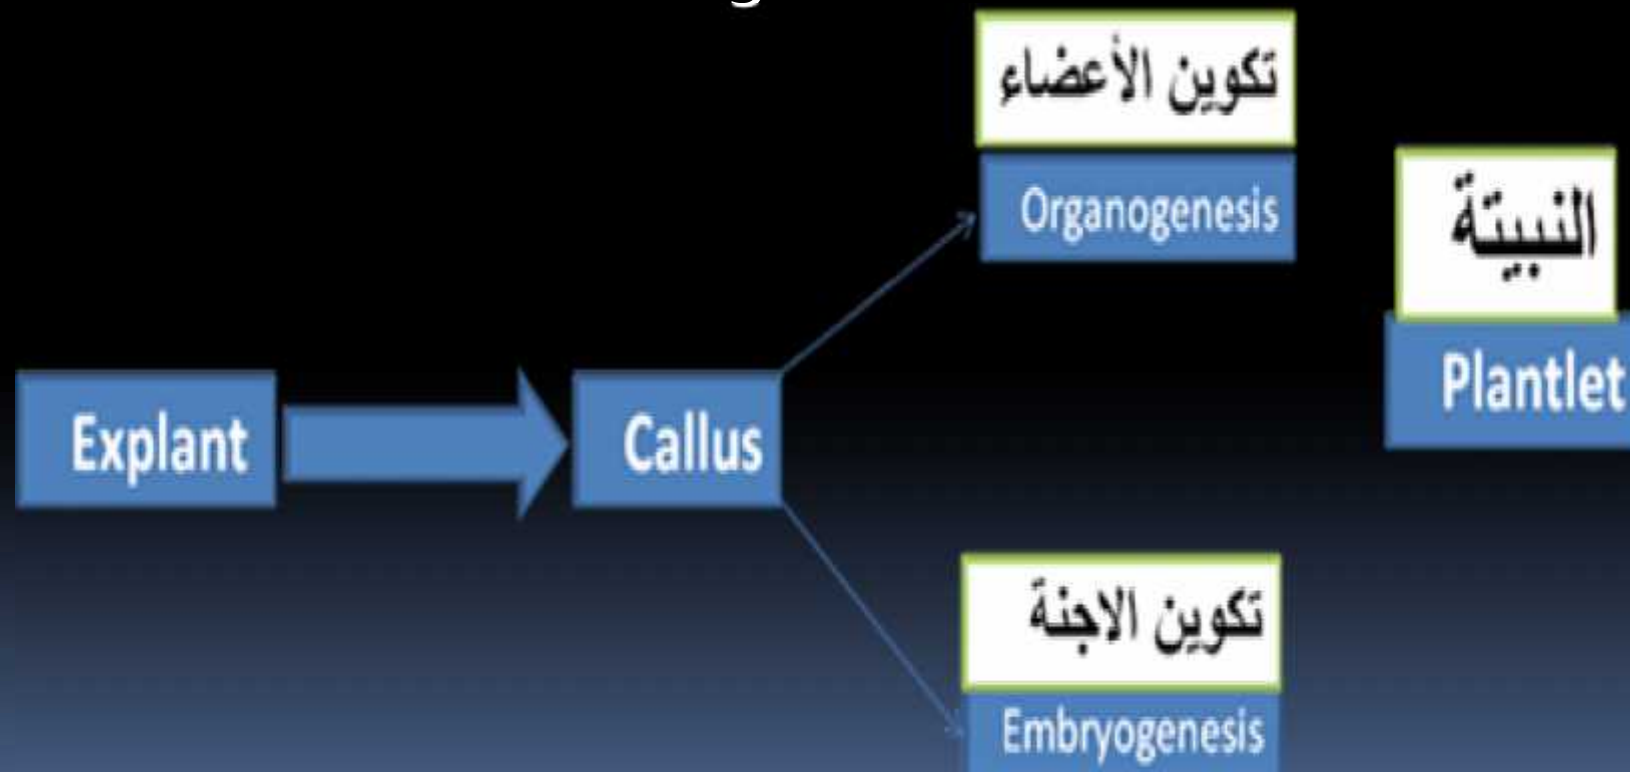 تكوين الأعضاء
Organogenesis
النبيتة
Plantlet
Explant
Callus
تكوين الاجنة
Embryogenesis